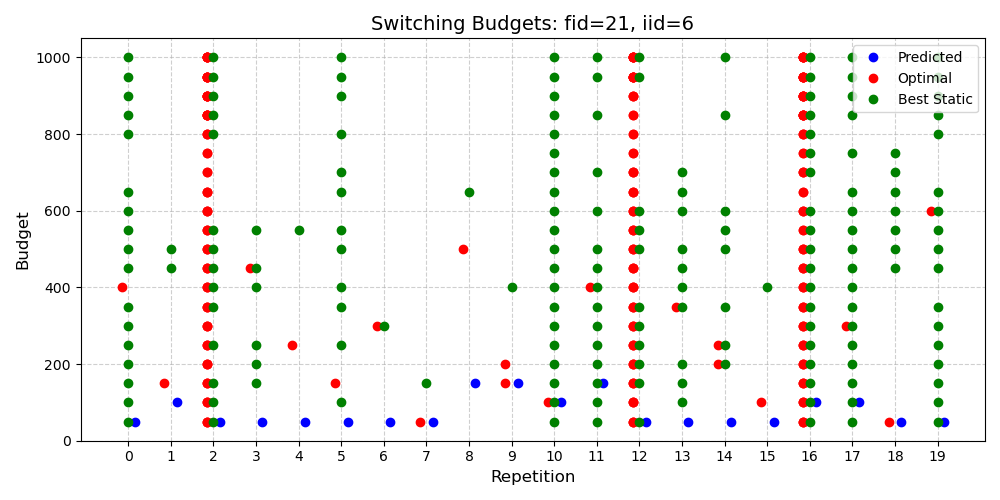 Switching Budgets: fid=21, iid=6
Predicted
Optimal
Best Static
Budget
1000
800
600
400
200
0
0 1 2 3 4 5 6 7 8 9 10 11 12 13 14 15 16 17 18 19
Repetition